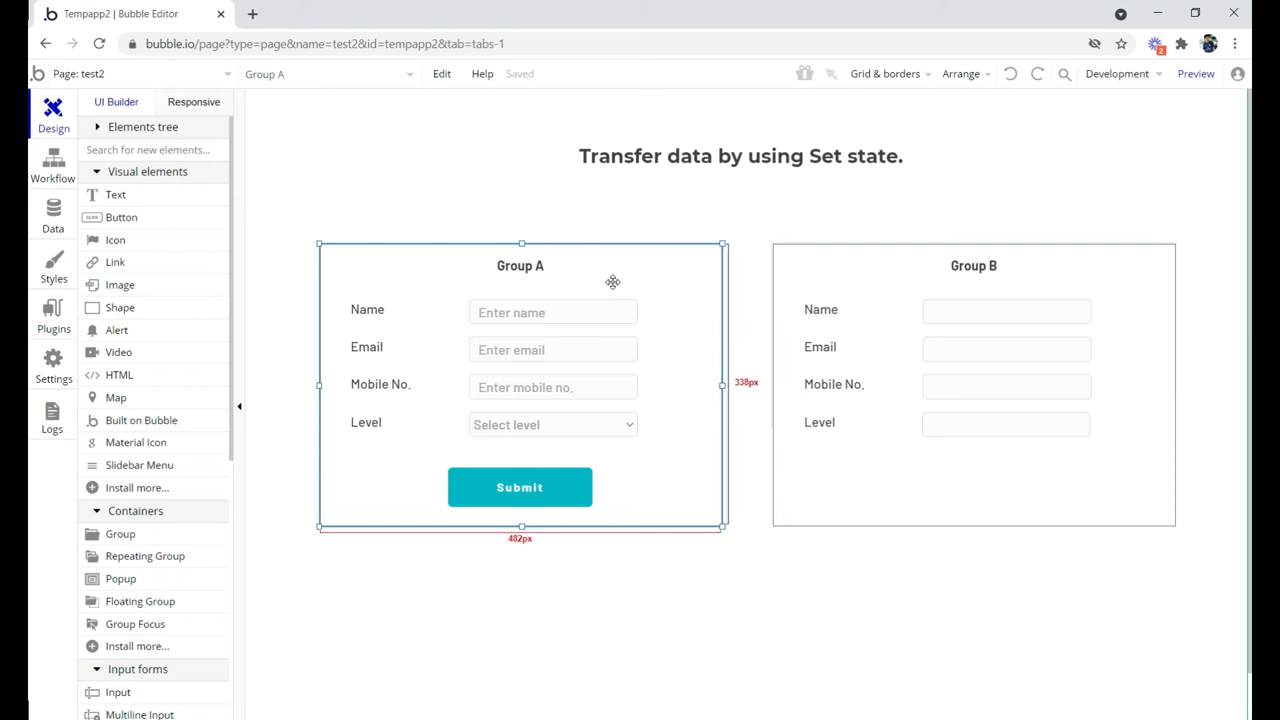 Tempapp2 | Bubble Editor
bubble.io/page?type=page&name=test2&id=tempapp2&tab=tabs-1
2
Page: test2
Group A
Edit
Help
Saved
Grid & borders
Arrange
Development
Preview
Design
Workflow
Data
Styles
Plugins
Settings
Logs
UI Builder
Responsive
Elements tree
Search for new elements...
Visual elements
Text
CLICK
Button
Icon
Link
Image
Shape
Alert
Video
</> HTML
Map
Built on Bubble
Material Icon
Slidebar Menu
Install more...
Containers
Group
Repeating Group
Popup
Floating Group
Group Focus
Install more...
Input forms
Input
Multiline Input
Transfer data by using Set state.
Group A
Name
Enter name
Email
Enter email
Mobile No.
Enter mobile no.
Level
Select level
Submit
338px
482px
Group B
Name
Email
Mobile No.
Level